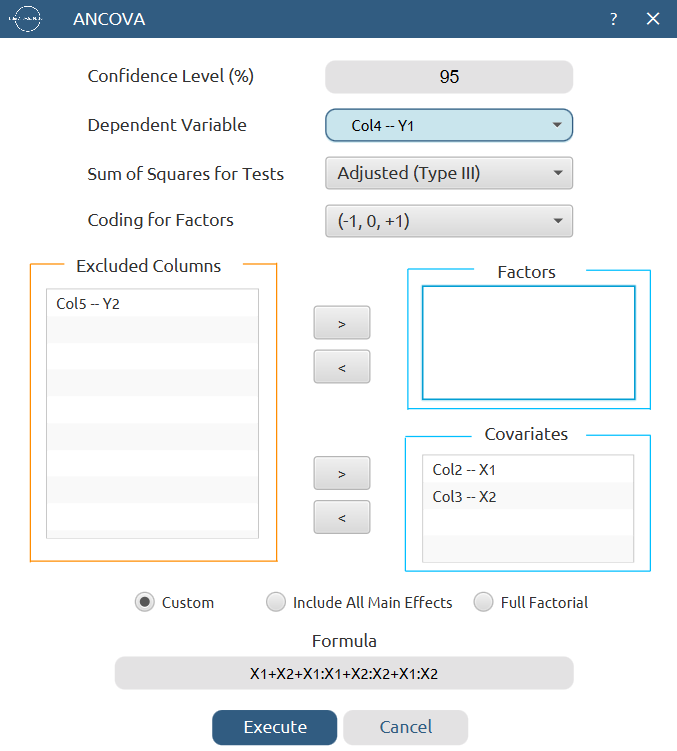 ANCOVA ? ×
Confidence Level (%) 95
Dependent Variable Col4 -- Y1
Sum of Squares for Tests Adjusted (Type III)
Coding for Factors (-1, 0, +1)
Excluded Columns
Col5 -- Y2
>
<
Factors
>
<
Covariates
Col2 -- X1
Col3 -- X2
Custom Include All Main Effects Full Factorial
Formula
X1+X2+X1:X1+X2:X2+X1:X2
Execute Cancel